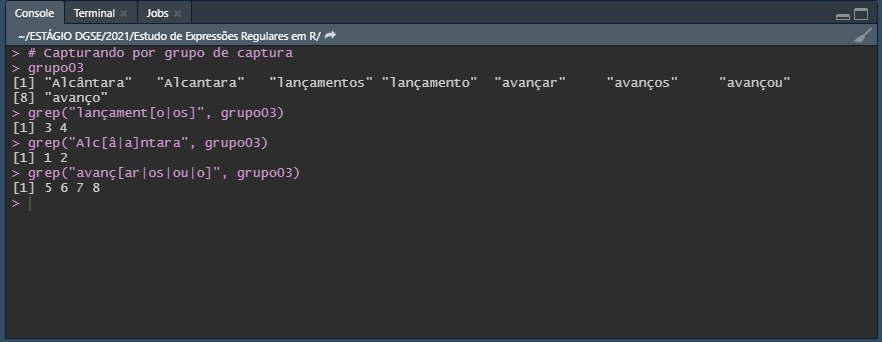 Console Terminal Jobs
~/ESTÁGIO DGSE/2021/Estudo de Expressões Regulares em R/
> # Capturando por grupo de captura
> grupo03
[1] "Alcântara" "Alcantara" "lançamentos" "lançamento" "avançar" "avanços" "avançou"
[8] "avanço"
> grep("lançament[o|os]", grupo03)
[1] 3 4
> grep("Alc[â|a]ntara", grupo03)
[1] 1 2
> grep("avanç[ar|os|ou|o]", grupo03)
[1] 5 6 7 8
>